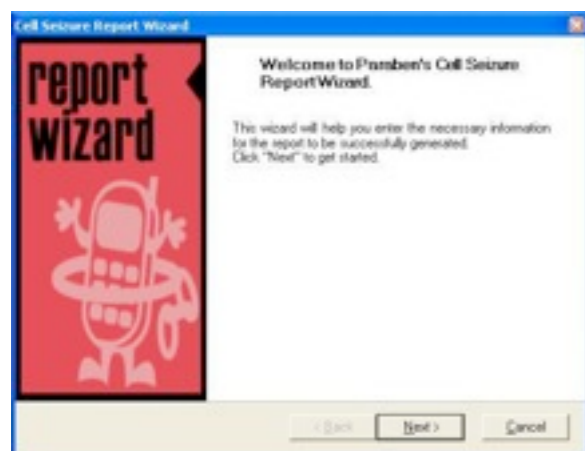 Cell Seizure Report Wizard
report
wizard
Welcome to Paraben's Cell Seizure
Report Wizard.
This wizard will help you enter the necessary information
for the report to be successfully generated.
Click "Next" to get started.
< Back
Next >
Cancel